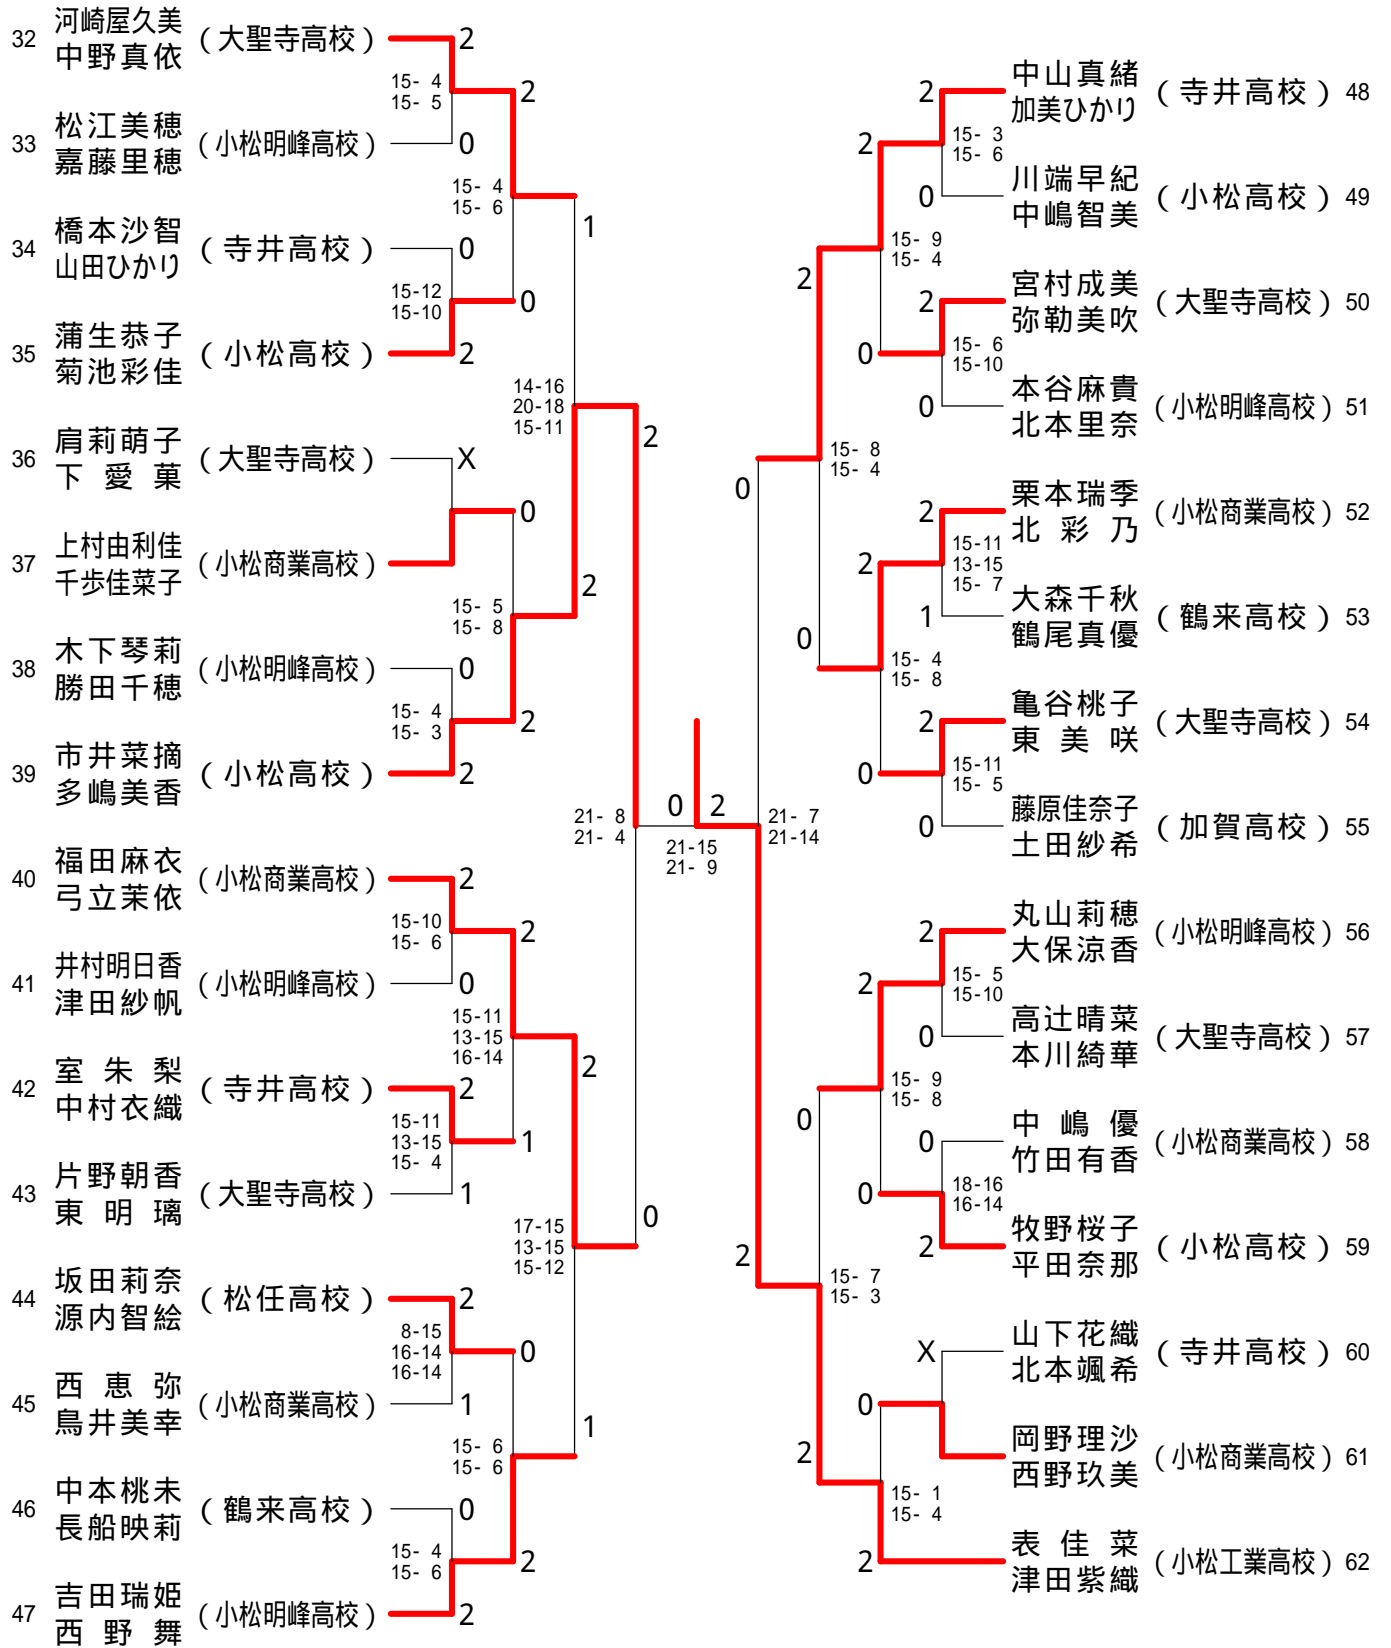 32 河崎屋久美 (大聖寺高校) 2
中野真依
15- 4
15- 5
2
33 松江美穂 (小松明峰高校) 0
嘉藤里穂
15- 4
15- 6
1
34 橋本沙智 (寺井高校) 0
山田ひかり
15-12
15-10
0
35 蒲生恭子 (小松高校) 2
菊池彩佳
14-16
20-18
15-11
2
36 肩莉萌子 (大聖寺高校) X
下愛菓
0
37 上村由利佳 (小松商業高校)
千歩佳菜子
15- 5
15- 8
2
38 木下琴莉 (小松明峰高校) 0
勝田千穂
15- 4
15- 3
2
39 市井菜摘 (小松高校) 2
多嶋美香
21- 8
21- 4
0 2
21-15
21- 9
40 福田麻衣 (小松商業高校) 2
弓立茉依
15-10
15- 6
2
41 井村明日香 (小松明峰高校) 0
津田紗帆
15-11
13-15
16-14
2
42 室朱梨 (寺井高校) 2
中村衣織
15-11
13-15
15- 4
1
43 片野朝香 (大聖寺高校) 1
東明璃
17-15
13-15
15-12
0
44 坂田莉奈 (松任高校) 2
源内智絵
8-15
16-14
16-14
0
45 西恵弥 (小松商業高校) 1
鳥井美幸
15- 6
15- 6
1
46 中本桃未 (鶴来高校) 0
長船映莉
15- 4
15- 6
2
47 吉田瑞姫 (小松明峰高校) 2
西野舞
2 中山真緒 (寺井高校) 48
加美ひかり
2
15- 3
15- 6
0 川端早紀 (小松高校) 49
中嶋智美
2
15- 9
15- 4
2 宮村成美 (大聖寺高校) 50
弥勒美吹
0
15- 6
15-10
0 本谷麻貴 (小松明峰高校) 51
北本里奈
0
15- 8
15- 4
2 栗本瑞季 (小松商業高校) 52
北彩乃
2
15-11
13-15
15- 7
1 大森千秋 (鶴来高校) 53
鶴尾真優
0
15- 4
15- 8
2 亀谷桃子 (大聖寺高校) 54
東美咲
0
15-11
15- 5
0 藤原佳奈子 (加賀高校) 55
土田紗希
21- 7
21-14
2 丸山莉穂 (小松明峰高校) 56
大保涼香
2
15- 5
15-10
0 高辻晴菜 (大聖寺高校) 57
本川綺華
0
15- 9
15- 8
0 中嶋優 (小松商業高校) 58
竹田有香
0
18-16
16-14
2 牧野桜子 (小松高校) 59
平田奈那
2
15- 7
15- 3
X 山下花織 (寺井高校) 60
北本颯希
0
岡野理沙 (小松商業高校) 61
西野玖美
2
15- 1
15- 4
2 表佳菜 (小松工業高校) 62
津田紫織